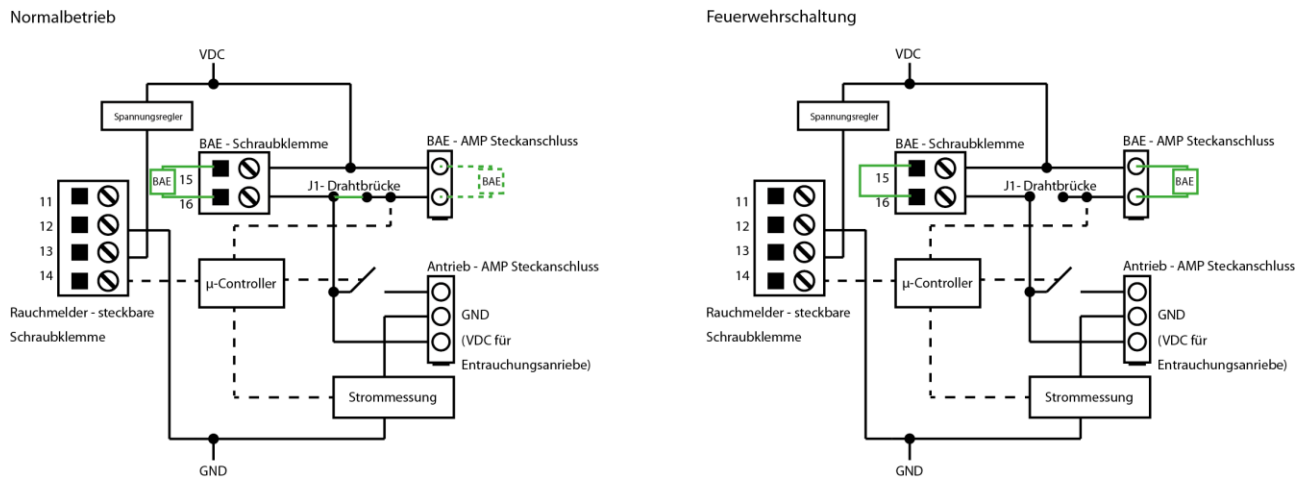 Normalbetrieb
VDC
Spannungsregler
BAE - Schraubklemme
BAE - AMP Steckanschluss
BAE
15
BAE
J1- Drahtbrücke
16
11
12
13
14
µ-Controller
Antrieb - AMP Steckanschluss
GND
(VDC für
Entrauchungsanriebe)
Rauchmelder - steckbare
Schraubklemme
Strommessung
GND
Feuerwehrschaltung
VDC
Spannungsregler
BAE - Schraubklemme
BAE - AMP Steckanschluss
15
BAE
J1- Drahtbrücke
16
11
12
13
14
µ-Controller
Antrieb - AMP Steckanschluss
GND
(VDC für
Entrauchungsanriebe)
Rauchmelder - steckbare
Schraubklemme
Strommessung
GND